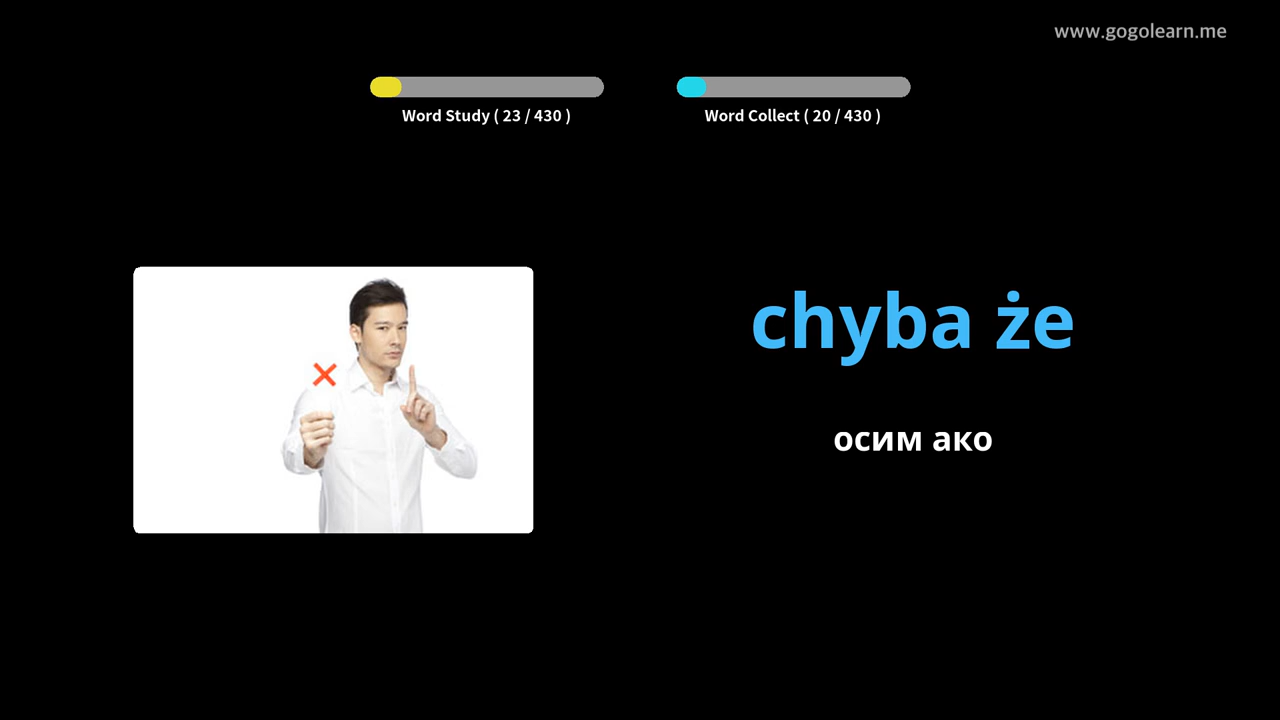 www.gogolearn.me
Word Study ( 23 / 430 )
Word Collect ( 20 / 430 )
chyba że
осим ако